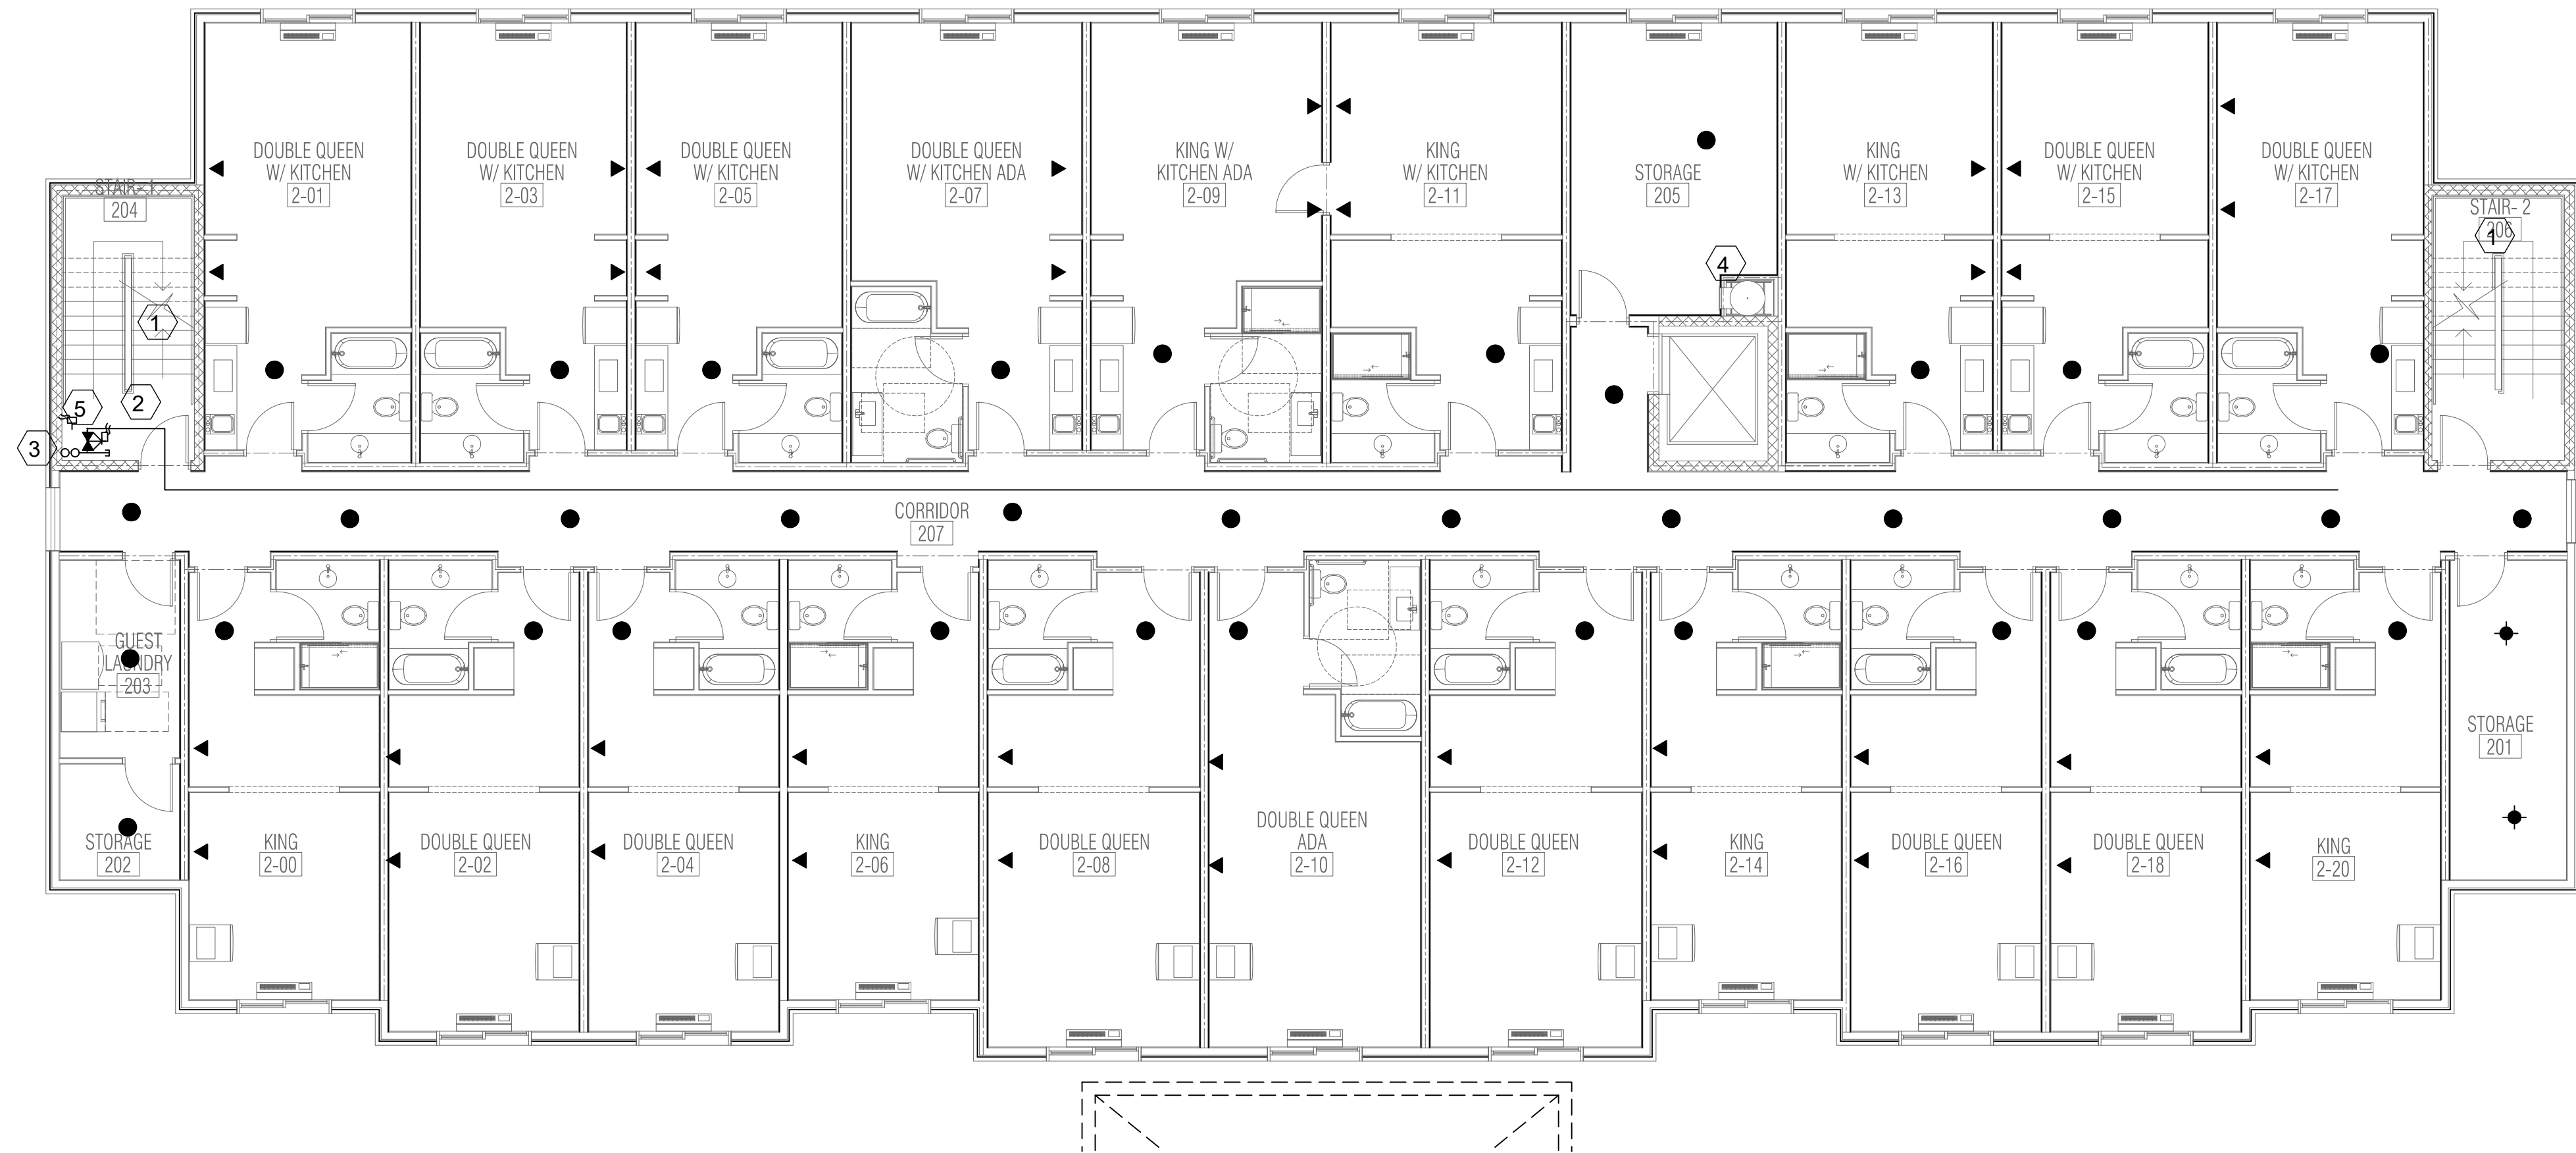 DOUBLE QUEEN
W/ KITCHEN
2-01
DOUBLE QUEEN
W/ KITCHEN
2-03
DOUBLE QUEEN
W/ KITCHEN
2-05
DOUBLE QUEEN
W/ KITCHEN ADA
2-07
KING W/
KITCHEN ADA
2-09
KING
W/ KITCHEN
2-11
STORAGE
205
KING
W/ KITCHEN
2-13
DOUBLE QUEEN
W/ KITCHEN
2-15
DOUBLE QUEEN
W/ KITCHEN
2-17
STAIR- 1
204
STAIR- 2
206
1
4
1
5
2
3
CORRIDOR
207
GUEST
LAUNDRY
203
STORAGE
202
KING
2-00
DOUBLE QUEEN
2-02
DOUBLE QUEEN
2-04
KING
2-06
DOUBLE QUEEN
2-08
DOUBLE QUEEN
ADA
2-10
DOUBLE QUEEN
2-12
KING
2-14
DOUBLE QUEEN
2-16
DOUBLE QUEEN
2-18
KING
2-20
STORAGE
201